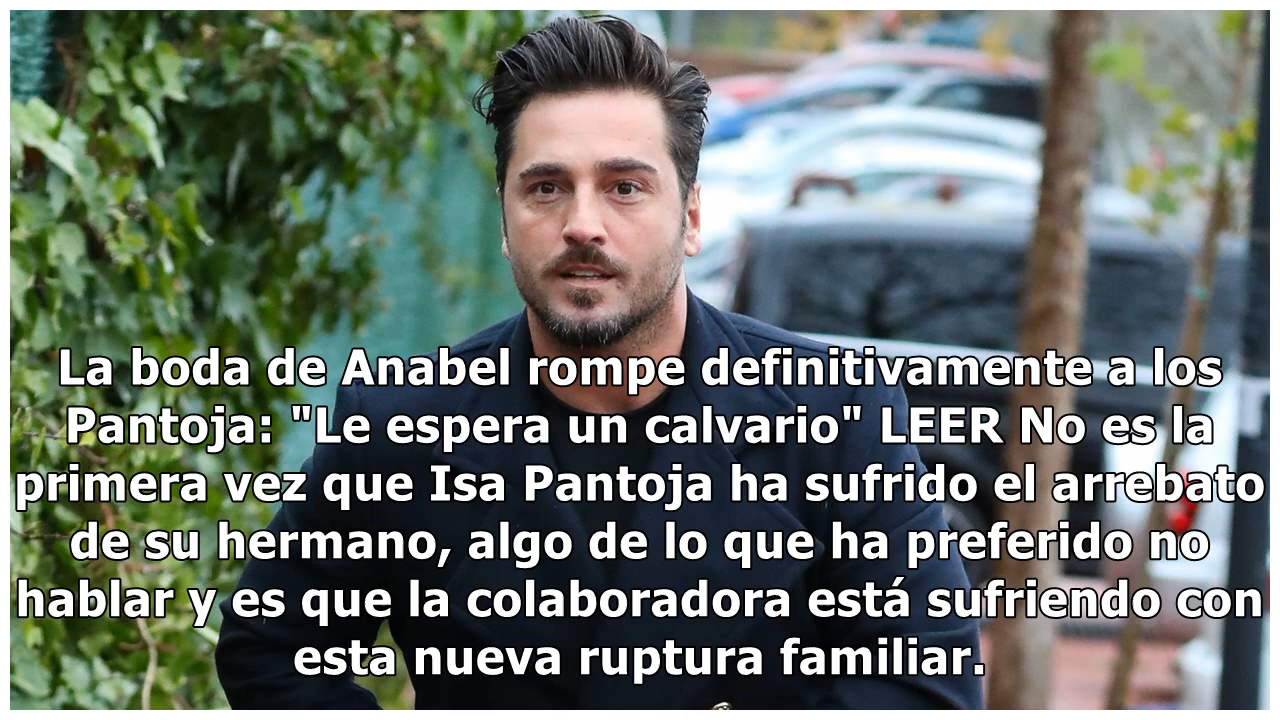 La boda de Anabel rompe definitivamente a los
Pantoja: "Le espera un calvario" LEER No es la
primera vez que Isa Pantoja ha sufrido el arrebato
de su hermano, algo de lo que ha preferido no
hablar y es que la colaboradora está sufriendo con
esta nueva ruptura familiar.